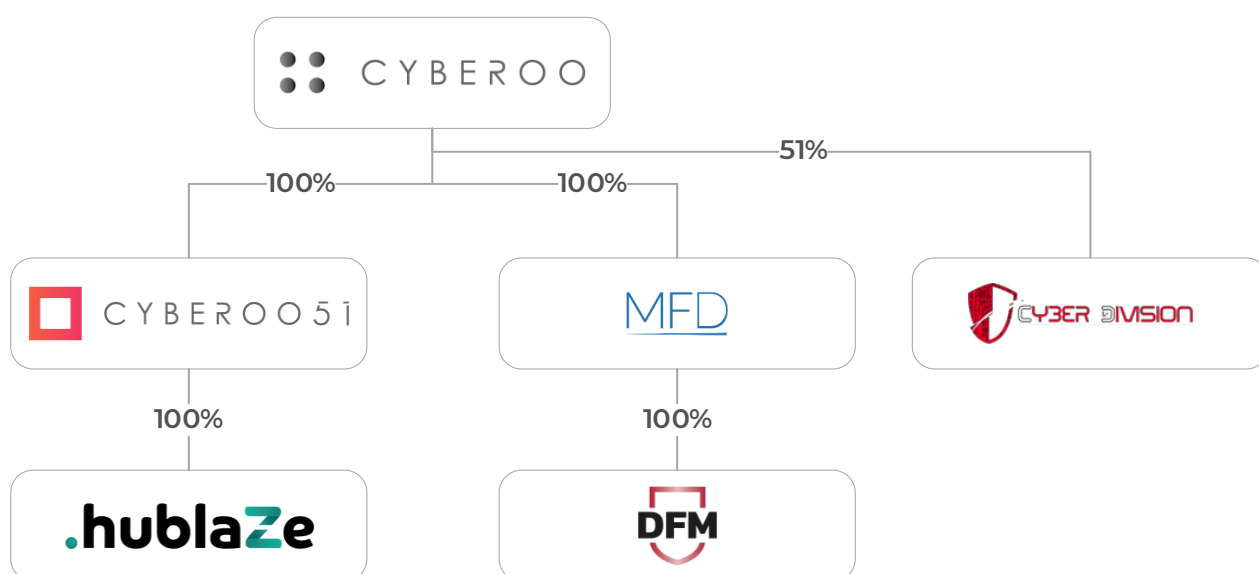 CYBEROO
51%
100%
100%
CYBEROO51
MFD
CYBER DIVISION
100%
100%
.hublaze
DFM